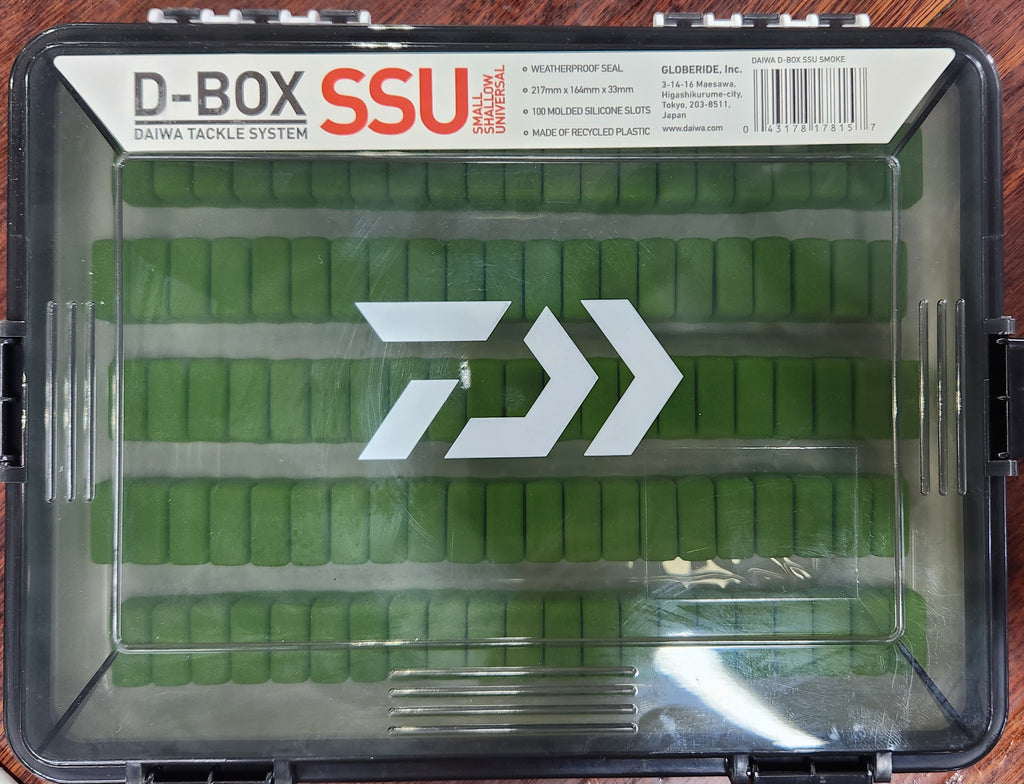 D-BOX
DAIWA TACKLE SYSTEM
SSU
SMALL
SHALLOW
UNIVERSAL
WEATHERPROOF SEAL
217mm x 164mm x 33mm
100 MOLDED SILICONE SLOTS
MADE OF RECYCLED PLASTIC
GLOBERIDE, Inc.
3-14-16 Maesawa,
Higashikurume-city,
Tokyo, 203-8511,
Japan
www.daiwa.com
DAIWA D-BOX SSU SMOKE
0 43178 17815 7